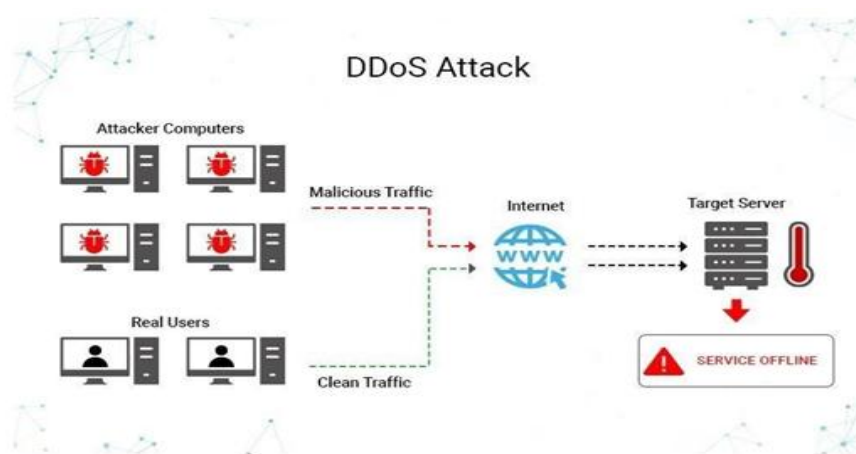 DDoS Attack
Attacker Computers
Malicious Traffic
Internet
Target Server
WWW
Real Users
SERVICE OFFLINE
Clean Traffic